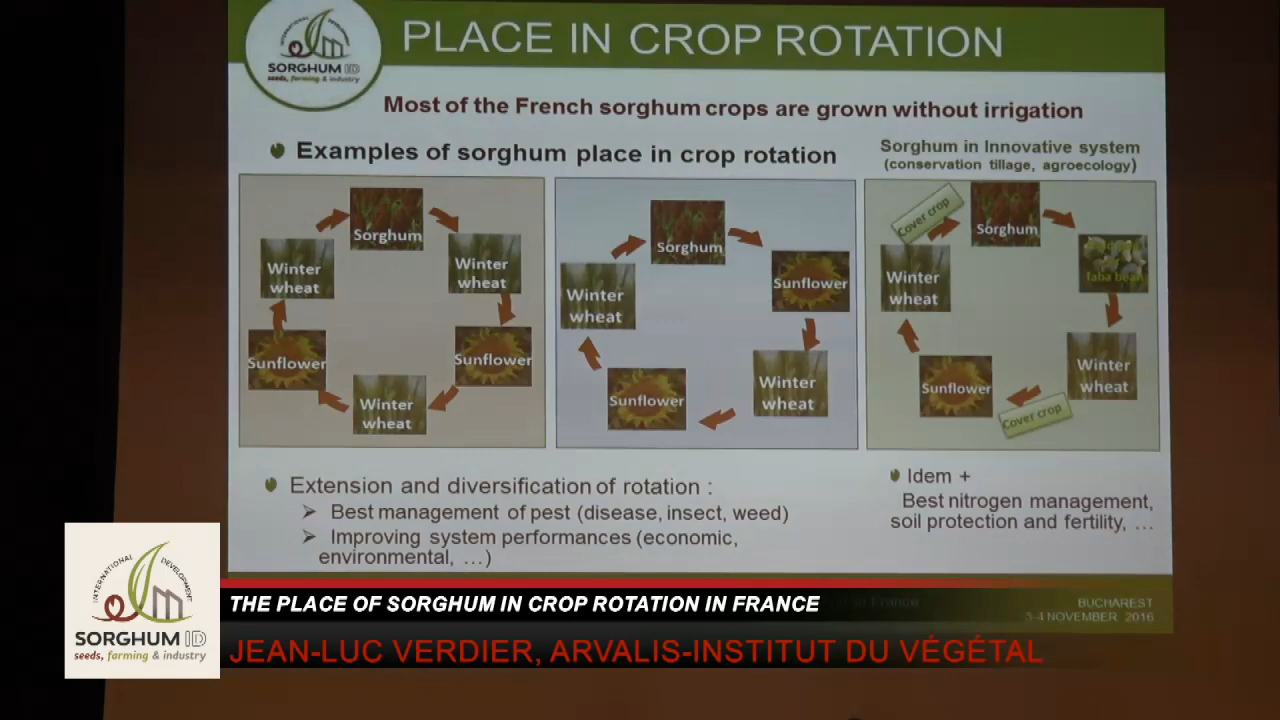 PLACE IN CROP ROTATION
INTERNATIONAL DEVELOPMENT
SORGHUM ID
seeds, farming & industry
Most of the French sorghum crops are grown without irrigation
Examples of sorghum place in crop rotation
Sorghum in Innovative system
(conservation tillage, agroecology)
Sorghum
Winter
wheat
Sunflower
Winter
wheat
Sunflower
Winter
wheat
Sorghum
Sunflower
Winter
wheat
Sunflower
Winter
wheat
Cover crop
Sorghum
faba bean
Winter
wheat
Cover crop
Sunflower
Winter
wheat
Extension and diversification of rotation :
Best management of pest (disease, insect, weed)
Improving system performances (economic,
environmental, …)
Idem +
Best nitrogen management,
soil protection and fertility, …
INTERNATIONAL DEVELOPMENT
SORGHUM ID
seeds, farming & industry
THE PLACE OF SORGHUM IN CROP ROTATION IN FRANCE
France
BUCHAREST
3-4 NOVEMBER 2016
JEAN-LUC VERDIER, ARVALIS-INSTITUT DU VÉGÉTAL